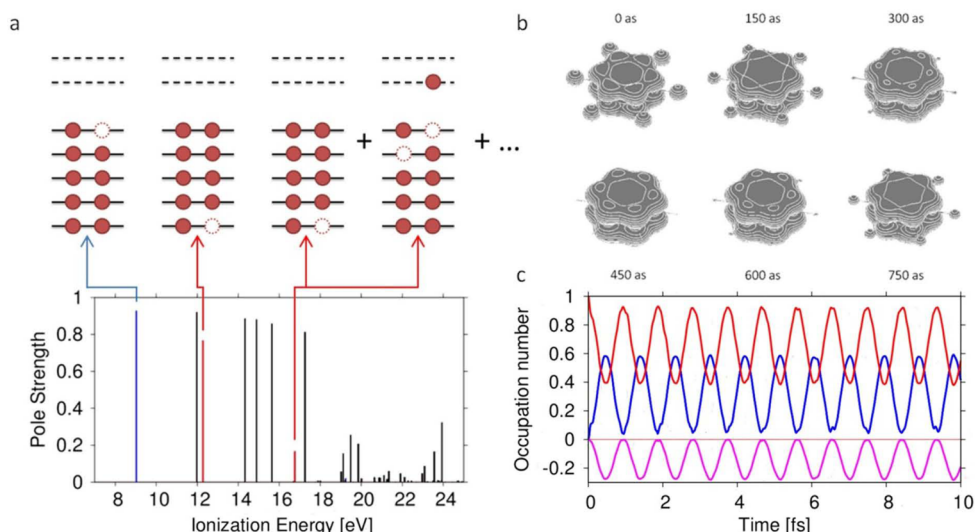 a
+
+ ...
1
0.8
0.6
0.4
0.2
0
Pole Strength
8 10 12 14 16 18 20 22 24
Ionization Energy [eV]
b
0 as 150 as 300 as
450 as 600 as 750 as
c
1
0.8
0.6
0.4
0.2
0
-0.2
Occupation number
0 2 4 6 8 10
Time [fs]